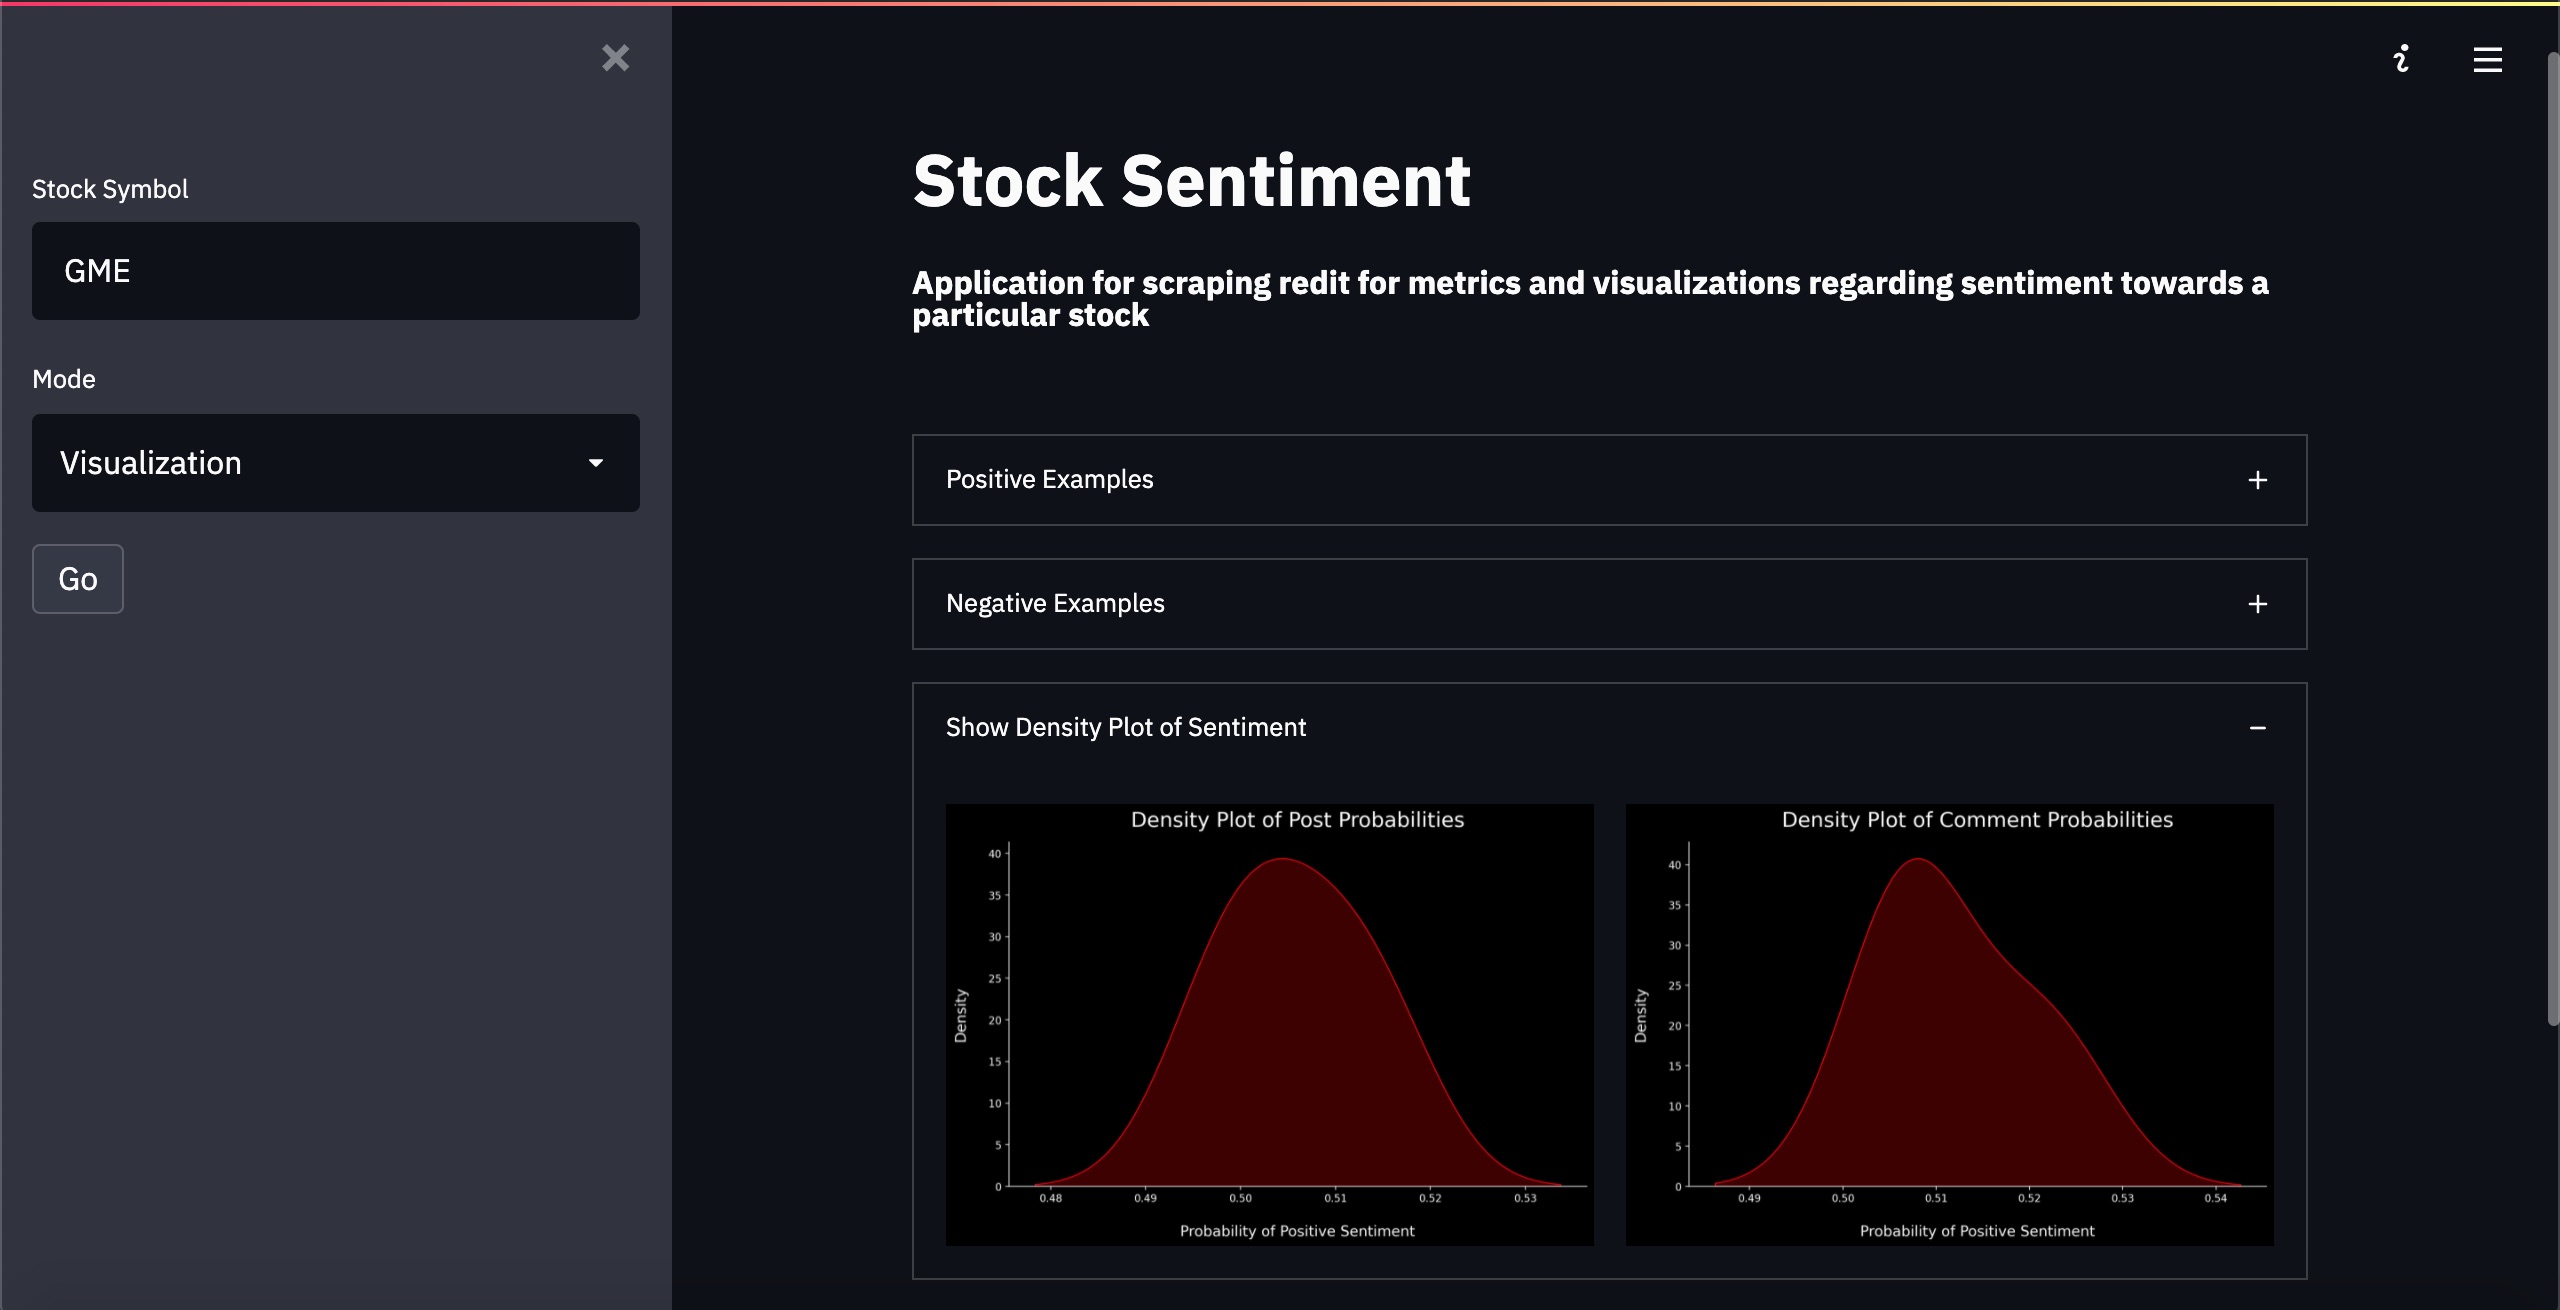 Stock Symbol
GME
Mode
Visualization
Go
Stock Sentiment
Application for scraping redit for metrics and visualizations regarding sentiment towards a
particular stock
Positive Examples
Negative Examples
Show Density Plot of Sentiment
Density Plot of Post Probabilities
Density
40
35
30
25
20
15
10
5
0
0.48 0.49 0.50 0.51 0.52 0.53
Probability of Positive Sentiment
Density Plot of Comment Probabilities
Density
40
35
30
25
20
15
10
5
0
0.49 0.50 0.51 0.52 0.53 0.54
Probability of Positive Sentiment